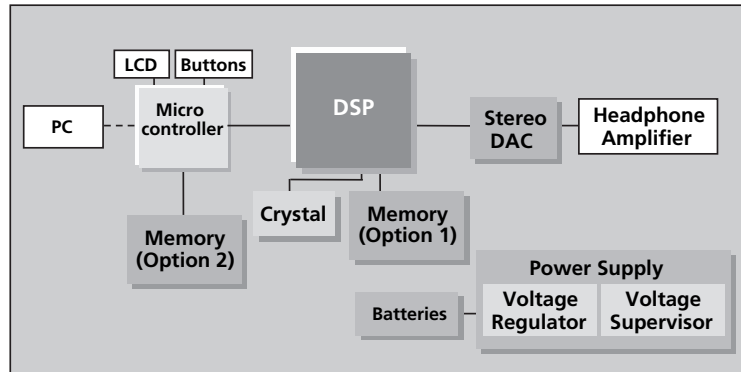 LCD
Buttons
PC
Micro
controller
DSP
Stereo
DAC
Headphone
Amplifier
Crystal
Memory
(Option 1)
Memory
(Option 2)
Power Supply
Batteries
Voltage
Regulator
Voltage
Supervisor